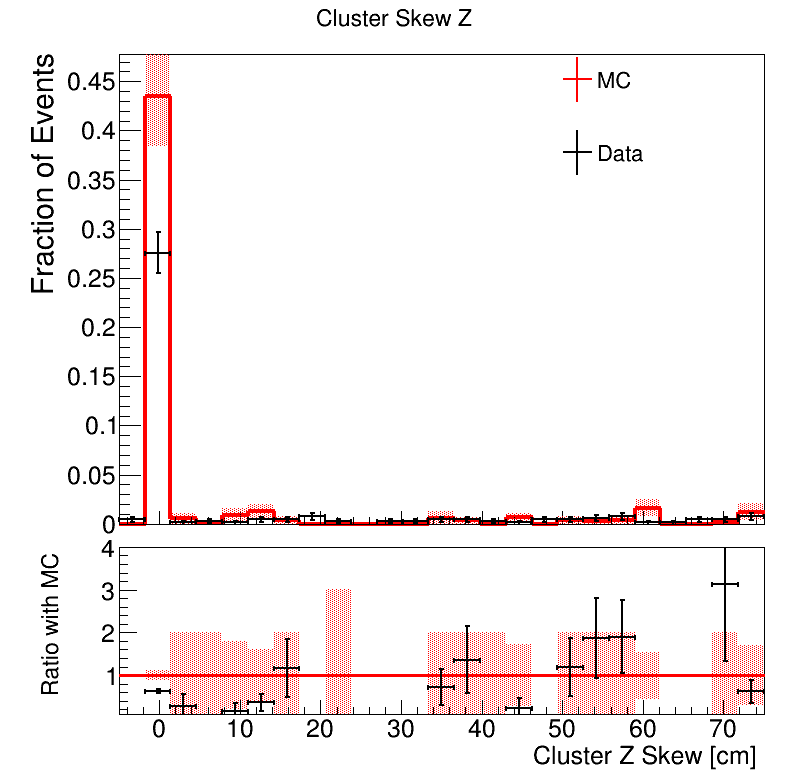 Cluster Skew Z
Fraction of Events
0.45
0.4
0.35
0.3
0.25
0.2
0.15
0.1
0.05
0
MC
Data
Ratio with MC
4
3
2
1
0 10 20 30 40 50 60 70
Cluster Z Skew [cm]